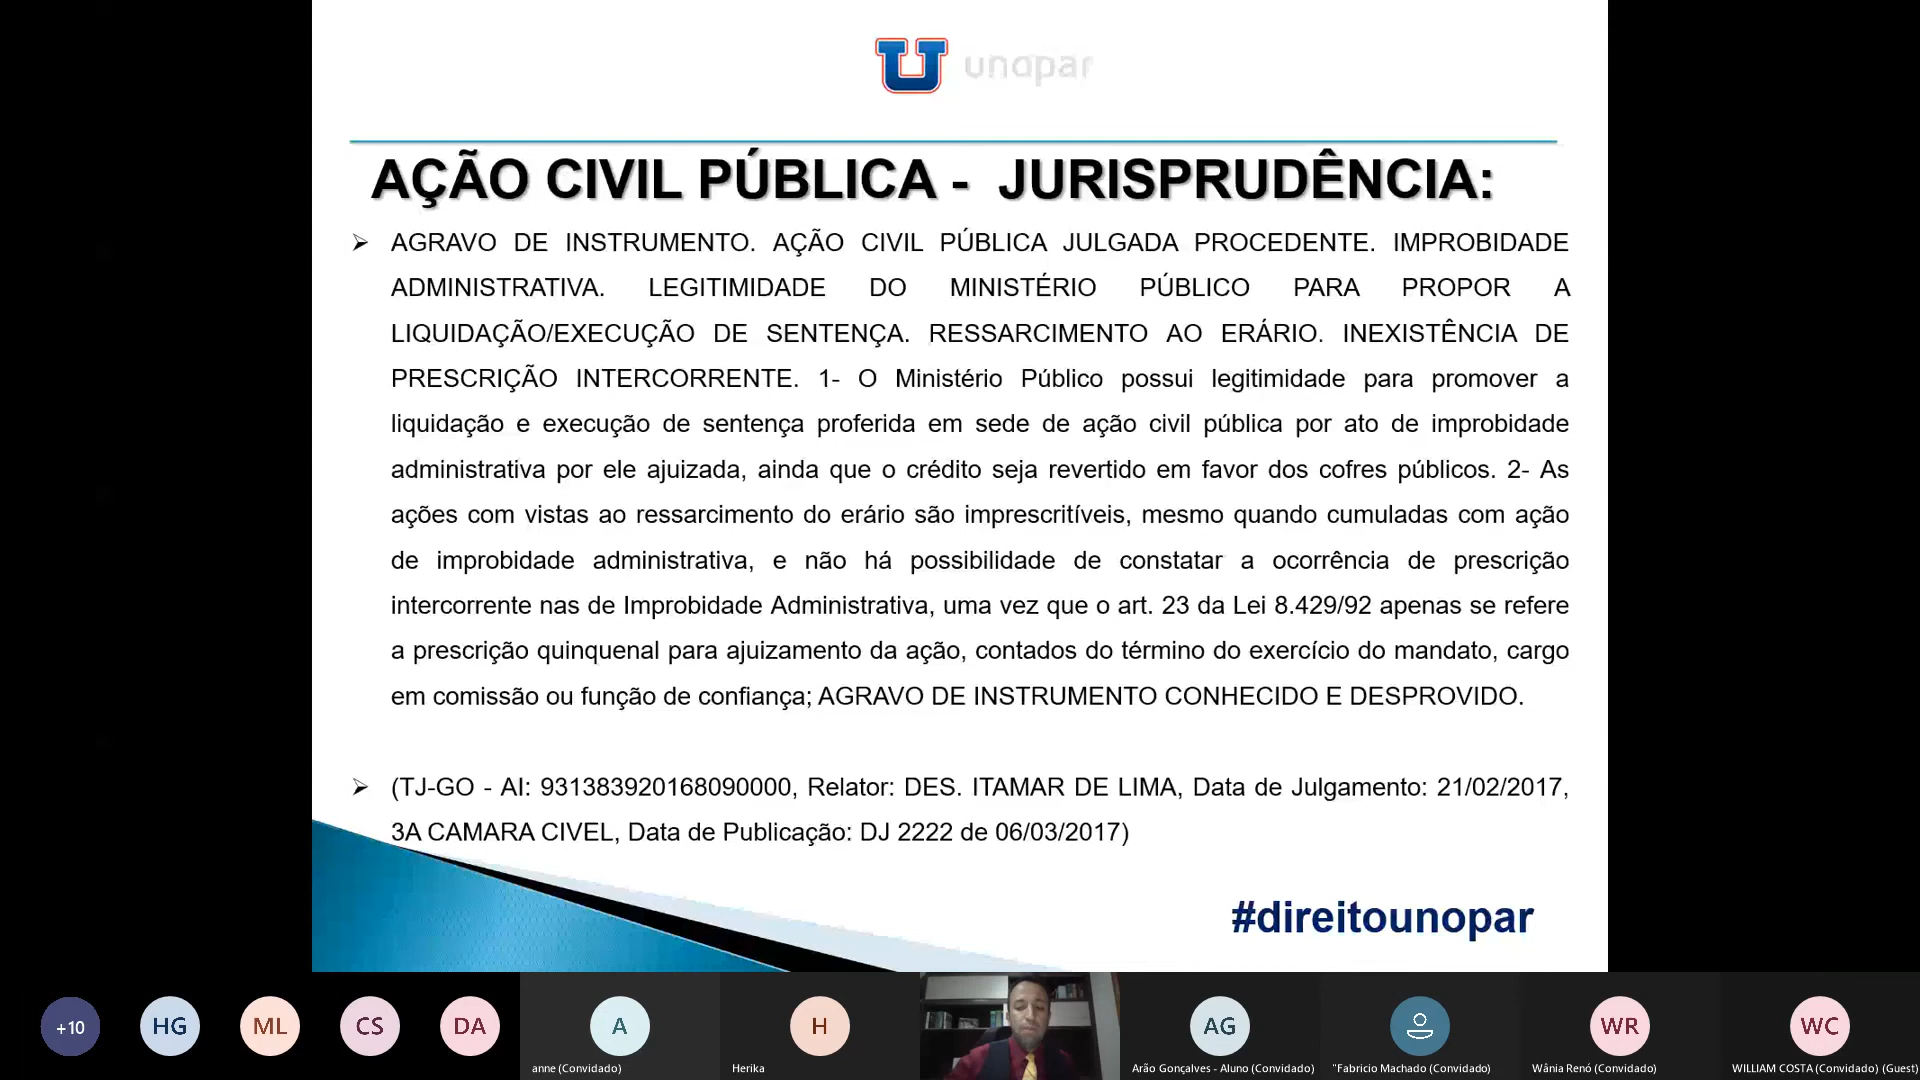 unopar
AÇÃO CIVIL PÚBLICA - JURISPRUDÊNCIA:
➢ AGRAVO DE INSTRUMENTO. AÇÃO CIVIL PÚBLICA JULGADA PROCEDENTE. IMPROBIDADE
ADMINISTRATIVA. LEGITIMIDADE DO MINISTÉRIO PÚBLICO PARA PROPOR A
LIQUIDAÇÃO/EXECUÇÃO DE SENTENÇA. RESSARCIMENTO AO ERÁRIO. INEXISTÊNCIA DE
PRESCRIÇÃO INTERCORRENTE. 1- O Ministério Público possui legitimidade para promover a
liquidação e execução de sentença proferida em sede de ação civil pública por ato de improbidade
administrativa por ele ajuizada, ainda que o crédito seja revertido em favor dos cofres públicos. 2- As
ações com vistas ao ressarcimento do erário são imprescritíveis, mesmo quando cumuladas com ação
de improbidade administrativa, e não há possibilidade de constatar a ocorrência de prescrição
intercorrente nas de Improbidade Administrativa, uma vez que o art. 23 da Lei 8.429/92 apenas se refere
a prescrição quinquenal para ajuizamento da ação, contados do término do exercício do mandato, cargo
em comissão ou função de confiança; AGRAVO DE INSTRUMENTO CONHECIDO E DESPROVIDO.
➢ (TJ-GO - AI: 931383920168090000, Relator: DES. ITAMAR DE LIMA, Data de Julgamento: 21/02/2017,
3A CAMARA CIVEL, Data de Publicação: DJ 2222 de 06/03/2017)
#direitounopar
+10 HG ML CS DA A H AG WR WC
anne (Convidado) Herika Arão Gonçalves - Aluno (Convidado) "Fabricio Machado (Convidado) Wânia Renó (Convidado) WILLIAM COSTA (Convidado) (Guest)